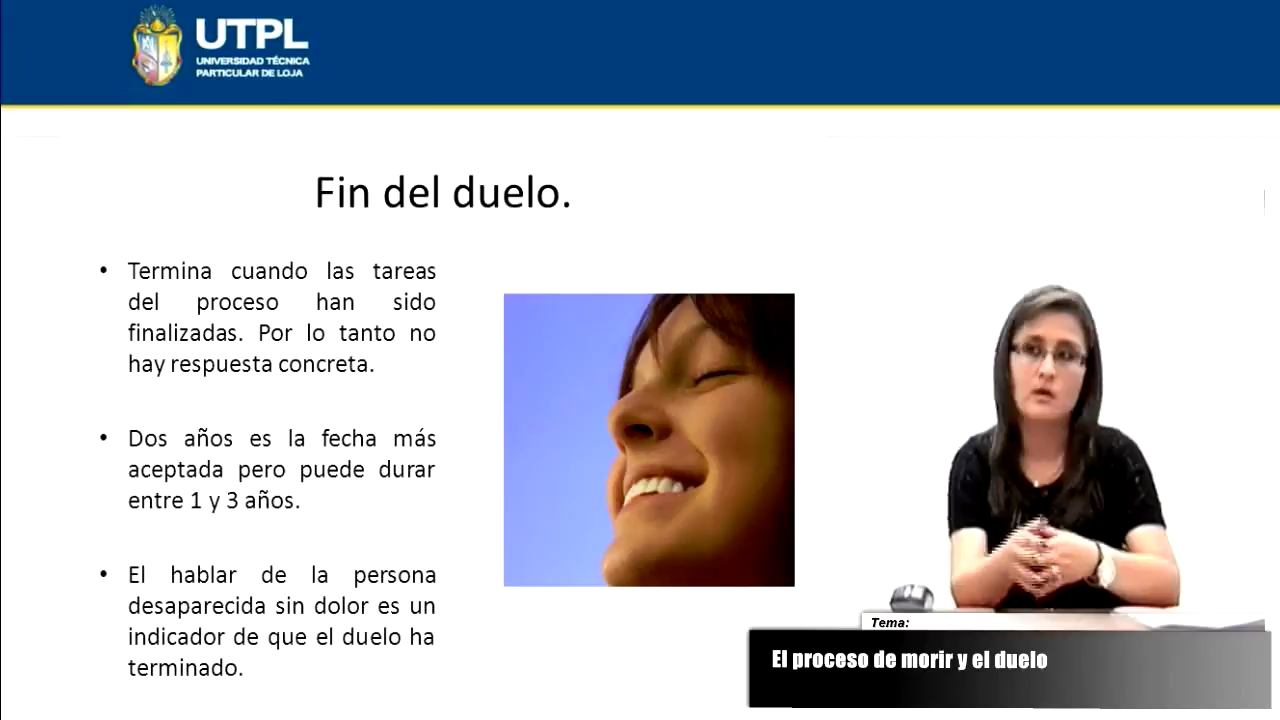 UTPL
UNIVERSIDAD TÉCNICA
PARTICULAR DE LOJA
Fin del duelo.
• Termina cuando las tareas
del proceso han sido
finalizadas. Por lo tanto no
hay respuesta concreta.
• Dos años es la fecha más
aceptada pero puede durar
entre 1 y 3 años.
• El hablar de la persona
desaparecida sin dolor es un
indicador de que el duelo ha
terminado.
Tema:
El proceso de morir y el duelo